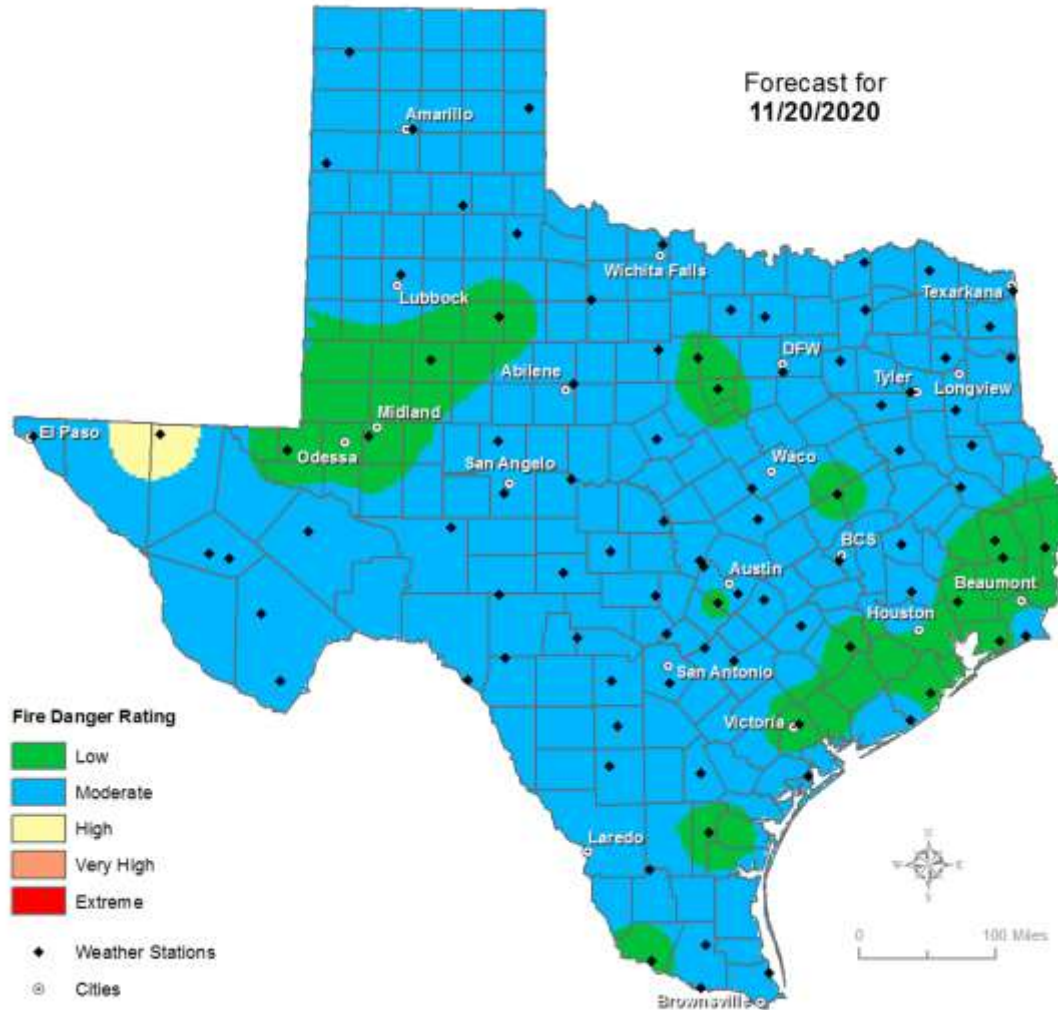 Forecast for
11/20/2020
Amarillo
Wichita Falls
Lubbock
Texarkana
DFW
Abilene
Tyler
Longview
Midland
El Paso
Odessa
San Angelo
Waco
BCS
Austin
Beaumont
Houston
San Antonio
Victoria
Laredo
Brownsville
Fire Danger Rating
Low
Moderate
High
Very High
Extreme
Weather Stations
Cities
N
W E
S
0 100 Miles